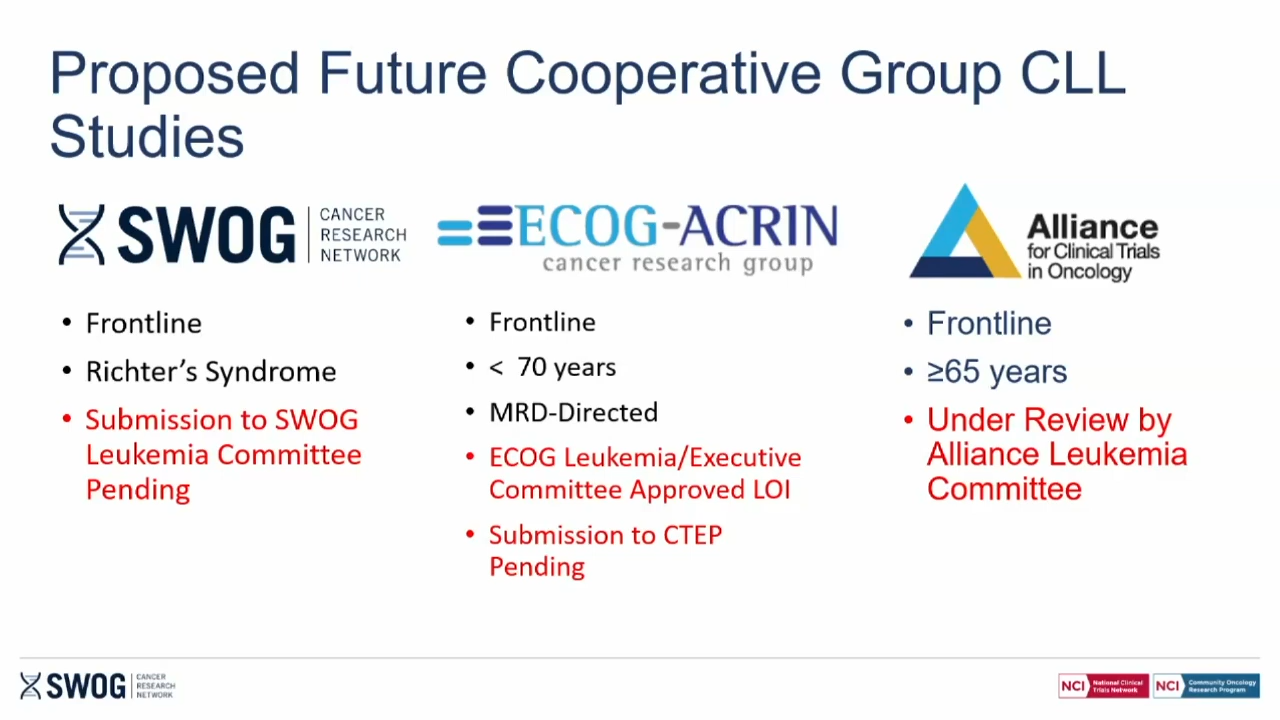 Proposed Future Cooperative Group CLL
Studies
SWOG
CANCER
RESEARCH
NETWORK
• Frontline
• Richter’s Syndrome
• Submission to SWOG
Leukemia Committee
Pending
ECOG-ACRIN
cancer research group
• Frontline
• < 70 years
• MRD-Directed
• ECOG Leukemia/Executive
Committee Approved LOI
• Submission to CTEP
Pending
Alliance
for Clinical Trials
in Oncology
• Frontline
• ≥65 years
• Under Review by
Alliance Leukemia
Committee
SWOG
CANCER
RESEARCH
NETWORK
NCI
National Clinical
Trials Network
NCI
Community Oncology
Research Program